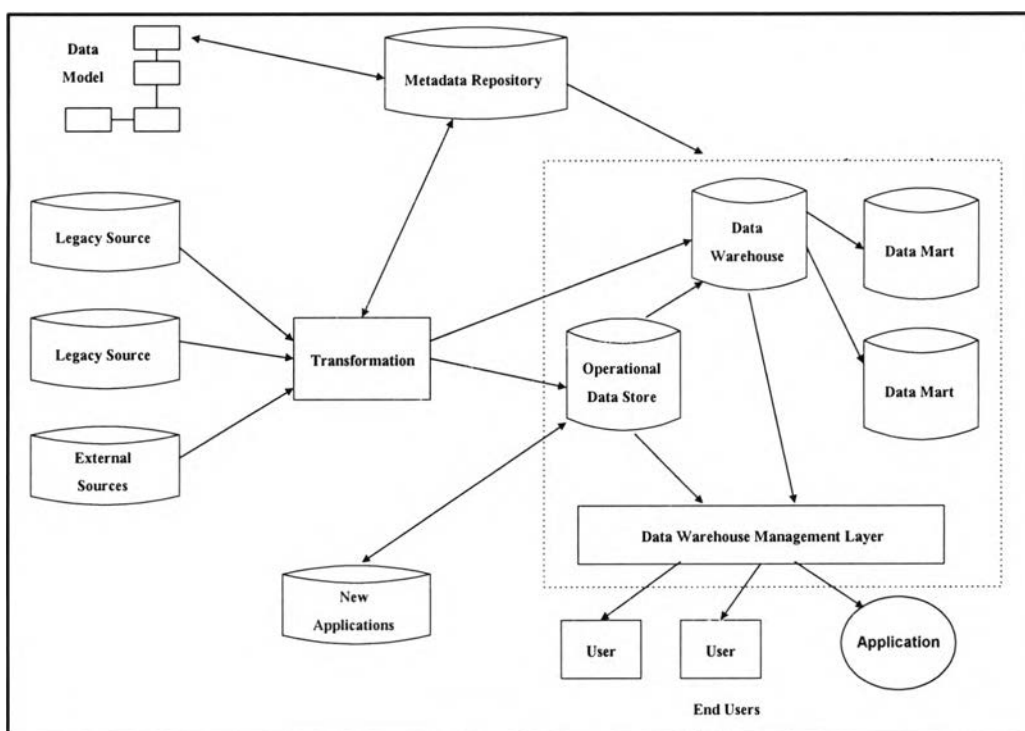 Data
Model
Metadata Repository
Legacy Source
Data
Warehouse
Data Mart
Legacy Source
Transformation
Operational
Data Store
Data Mart
External
Sources
Data Warehouse Management Layer
New
Applications
User
User
Application
End Users